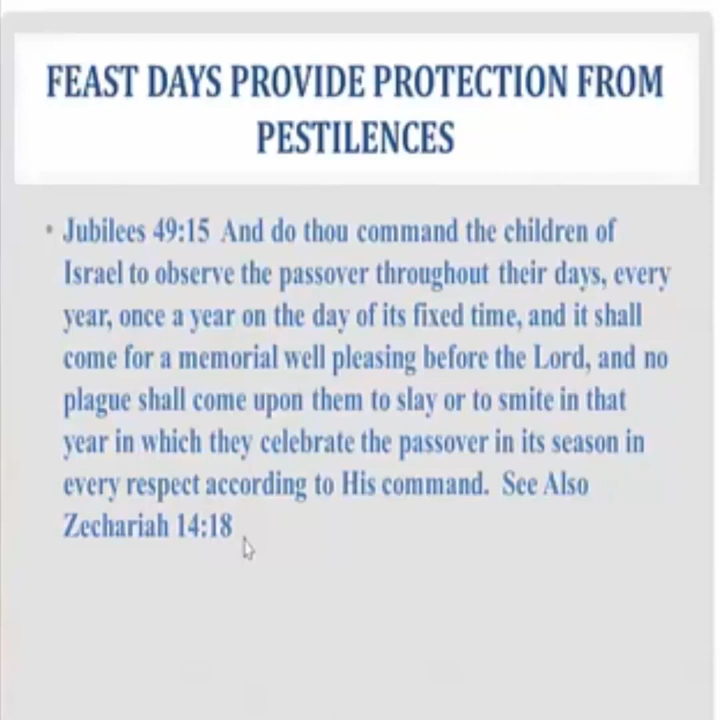 FEAST DAYS PROVIDE PROTECTION FROM
PESTILENCES
• Jubilees 49:15 And do thou command the children of
Israel to observe the passover throughout their days, every
year, once a year on the day of its fixed time, and it shall
come for a memorial well pleasing before the Lord, and no
plague shall come upon them to slay or to smite in that
year in which they celebrate the passover in its season in
every respect according to His command. See Also
Zechariah 14:18